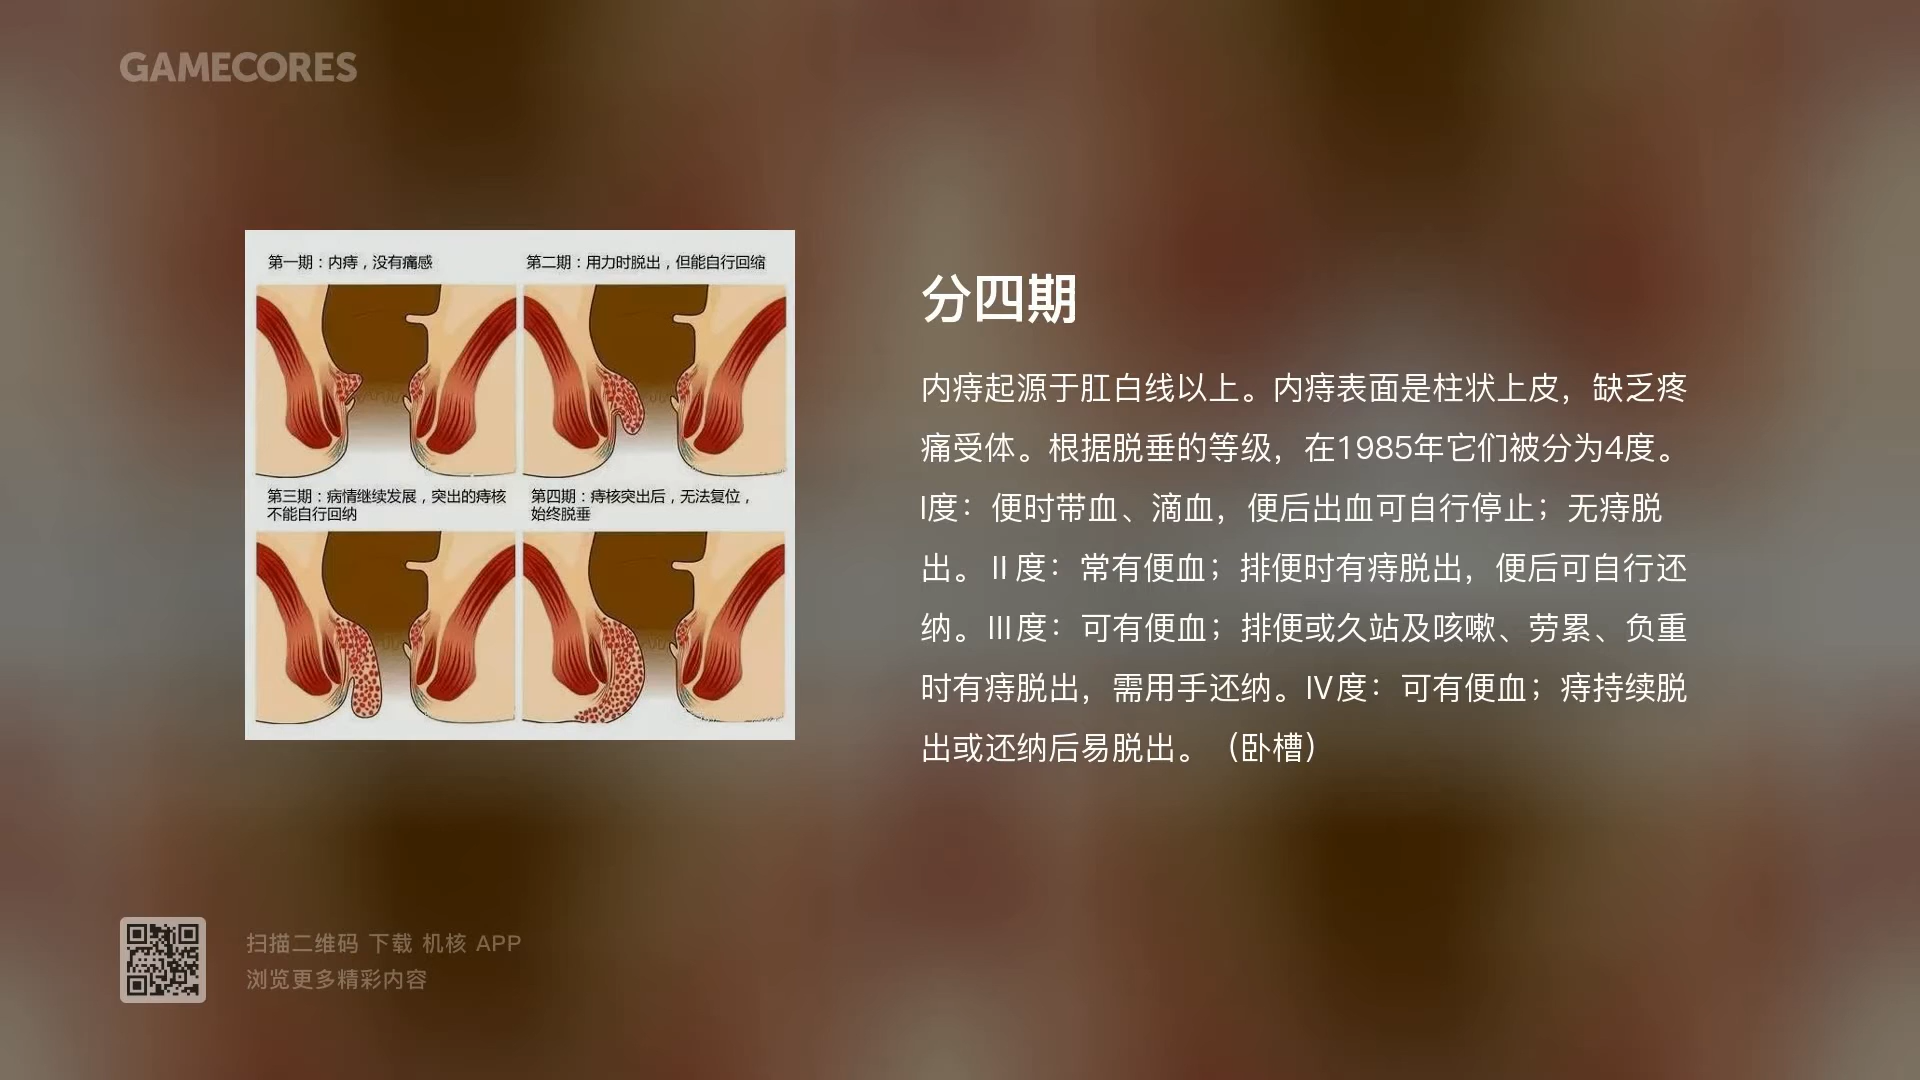 GAMECORES
第一期：内痔，没有痛感
第二期：用力时脱出，但能自行回缩
第三期：病情继续发展，突出的痔核
不能自行回纳
第四期：痔核突出后，无法复位，
始终脱垂
分四期
内痔起源于肛白线以上。内痔表面是柱状上皮，缺乏疼
痛受体。根据脱垂的等级，在1985年它们被分为4度。
I度：便时带血、滴血，便后出血可自行停止；无痔脱
出。II度：常有便血；排便时有痔脱出，便后可自行还
纳。III度：可有便血；排便或久站及咳嗽、劳累、负重
时有痔脱出，需用手还纳。IV度：可有便血；痔持续脱
出或还纳后易脱出。（卧槽）
扫描二维码 下载 机核 APP
浏览更多精彩内容